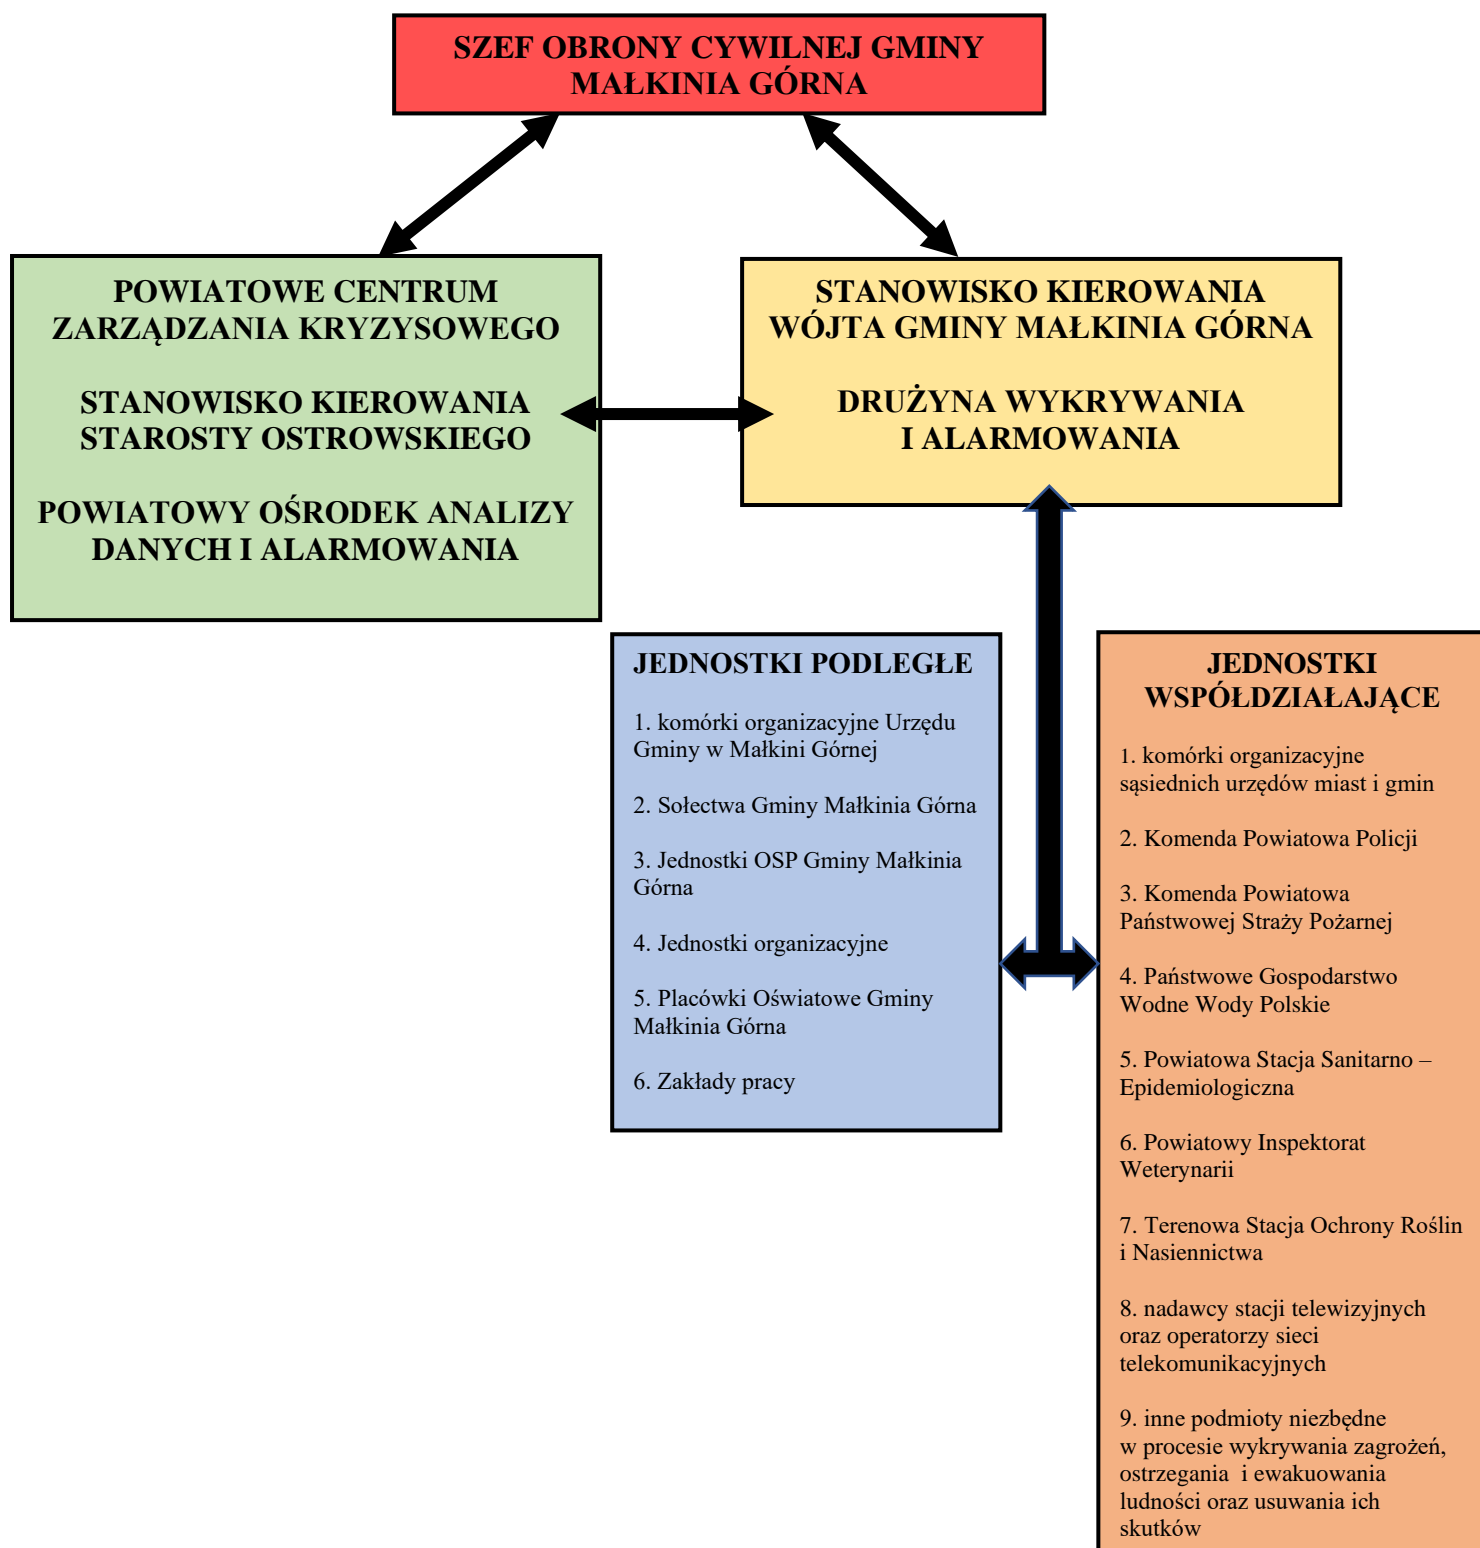 SZEF OBRONY CYWILNEJ GMINY
MAŁKINIA GÓRNA
POWIATOWE CENTRUM
ZARZĄDZANIA KRYZYSOWEGO
STANOWISKO KIEROWANIA
STAROSTY OSTROWSKIEGO
POWIATOWY OŚRODEK ANALIZY
DANYCH I ALARMOWANIA
STANOWISKO KIEROWANIA
WÓJTA GMINY MAŁKINIA GÓRNA
DRUŻYNA WYKRYWANIA
I ALARMOWANIA
JEDNOSTKI PODLEGŁE
1. komórki organizacyjne Urzędu
Gminy w Małkini Górnej
2. Sołectwa Gminy Małkinia Górna
3. Jednostki OSP Gminy Małkinia
Górna
4. Jednostki organizacyjne
5. Placówki Oświatowe Gminy
Małkinia Górna
6. Zakłady pracy
JEDNOSTKI
WSPÓŁDZIAŁAJĄCE
1. komórki organizacyjne
sąsiednich urzędów miast i gmin
2. Komenda Powiatowa Policji
3. Komenda Powiatowa
Państwowej Straży Pożarnej
4. Państwowe Gospodarstwo
Wodne Wody Polskie
5. Powiatowa Stacja Sanitarno –
Epidemiologiczna
6. Powiatowy Inspektorat
Weterynarii
7. Terenowa Stacja Ochrony Roślin
i Nasiennictwa
8. nadawcy stacji telewizyjnych
oraz operatorzy sieci
telekomunikacyjnych
9. inne podmioty niezbędne
w procesie wykrywania zagrożeń,
ostrzegania i ewakuowania
ludności oraz usuwania ich
skutków